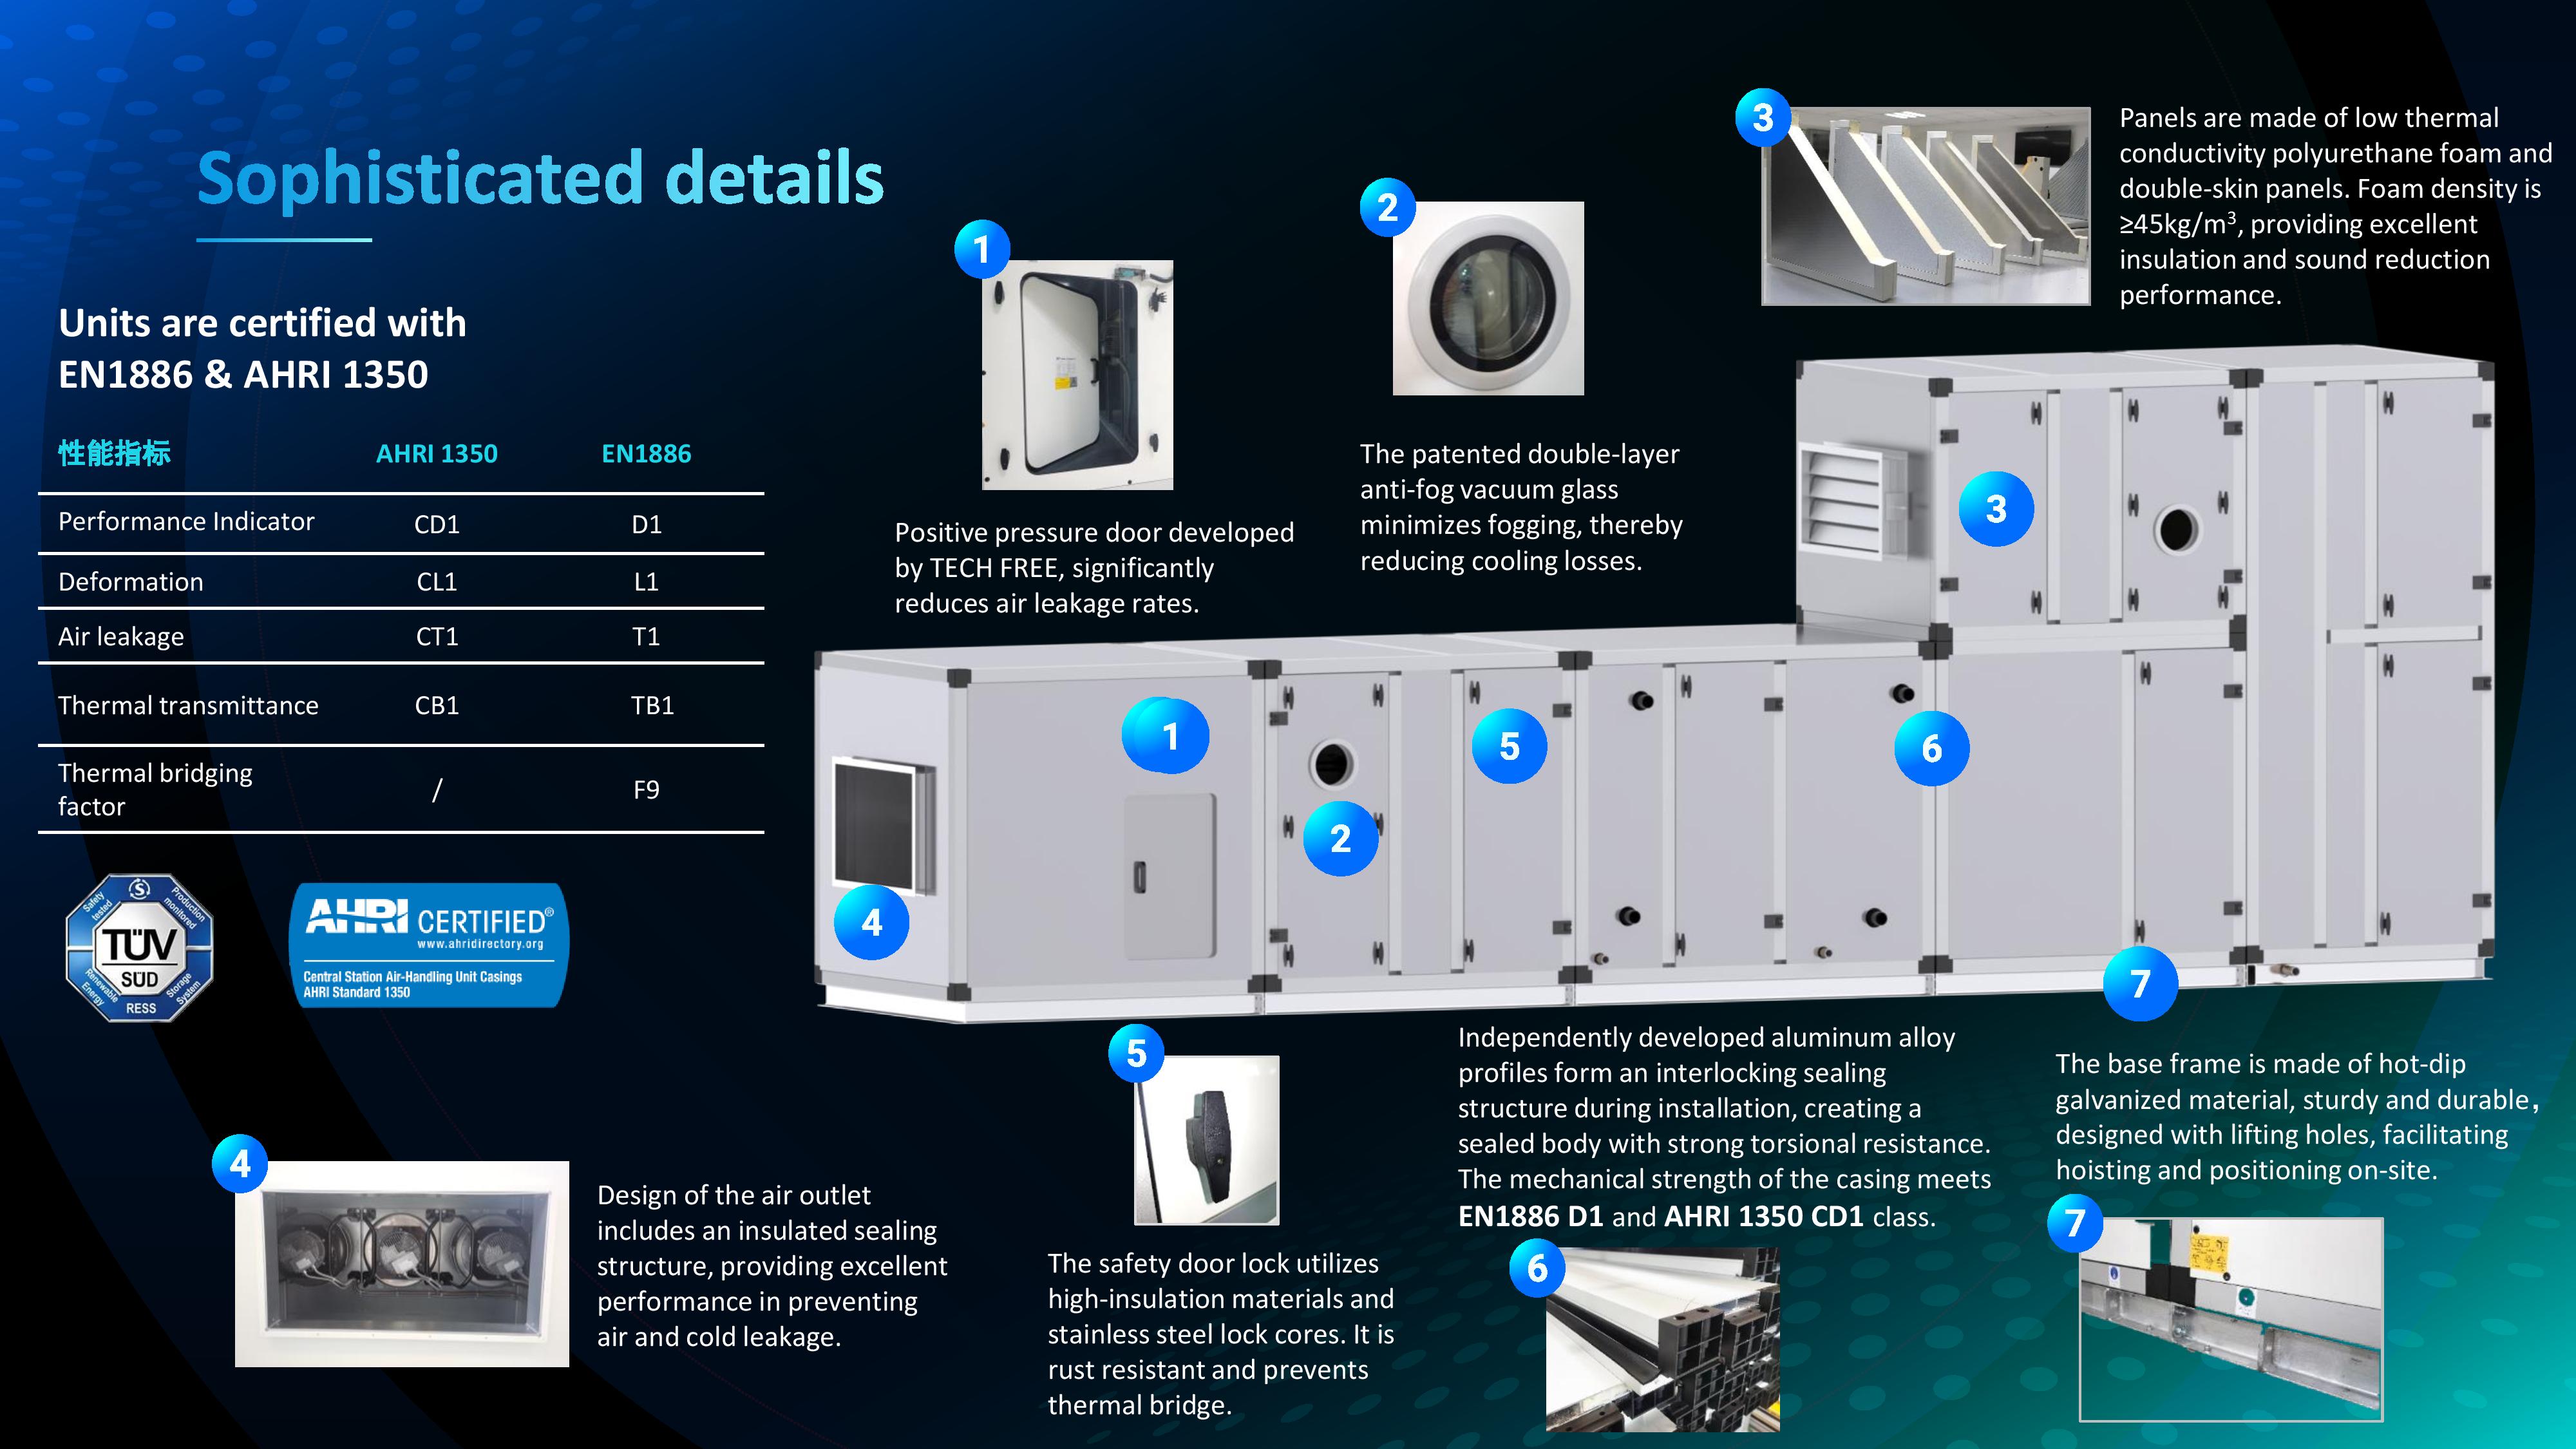 Sophisticated details
Units are certified with
EN1886 & AHRI 1350
性能指标 AHRI 1350 EN1886
Performance Indicator CD1 D1
Deformation CL1 L1
Air leakage CT1 T1
Thermal transmittance CB1 TB1
Thermal bridging
factor / F9
Safety tested
Production monitored
TÜV
SÜD
Renewable Energy
Storage System
RESS
AHRI CERTIFIED®
www.ahridirectory.org
Central Station Air-Handling Unit Casings
AHRI Standard 1350
1
Positive pressure door developed
by TECH FREE, significantly
reduces air leakage rates.
2
The patented double-layer
anti-fog vacuum glass
minimizes fogging, thereby
reducing cooling losses.
3
Panels are made of low thermal
conductivity polyurethane foam and
double-skin panels. Foam density is
≥45kg/m³, providing excellent
insulation and sound reduction
performance.
3
1
5
6
2
4
7
4
Design of the air outlet
includes an insulated sealing
structure, providing excellent
performance in preventing
air and cold leakage.
5
The safety door lock utilizes
high-insulation materials and
stainless steel lock cores. It is
rust resistant and prevents
thermal bridge.
Independently developed aluminum alloy
profiles form an interlocking sealing
structure during installation, creating a
sealed body with strong torsional resistance.
The mechanical strength of the casing meets
EN1886 D1 and AHRI 1350 CD1 class.
6
The base frame is made of hot-dip
galvanized material, sturdy and durable，
designed with lifting holes, facilitating
hoisting and positioning on-site.
7